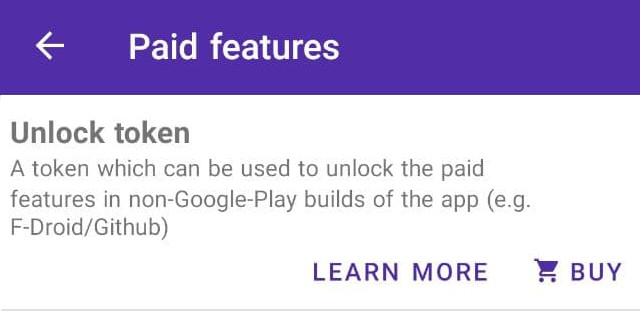 Paid features
Unlock token
A token which can be used to unlock the paid
features in non-Google-Play builds of the app (e.g.
F-Droid/Github)
LEARN MORE BUY